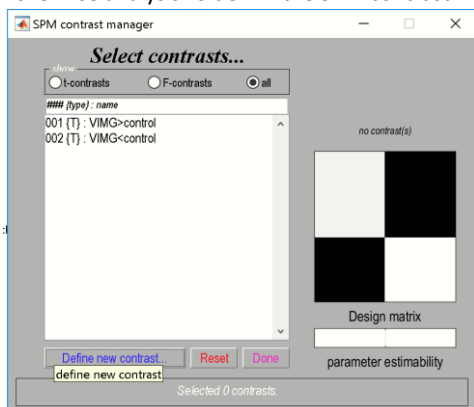 SPM contrast manager
Select contrasts...
show
t-contrasts F-contrasts all
### {type} : name
001 {T} : VIMG>control
002 {T} : VIMG<control
no contrast(s)
Design matrix
parameter estimability
Define new contrast... Reset Done
define new contrast
Selected 0 contrasts.